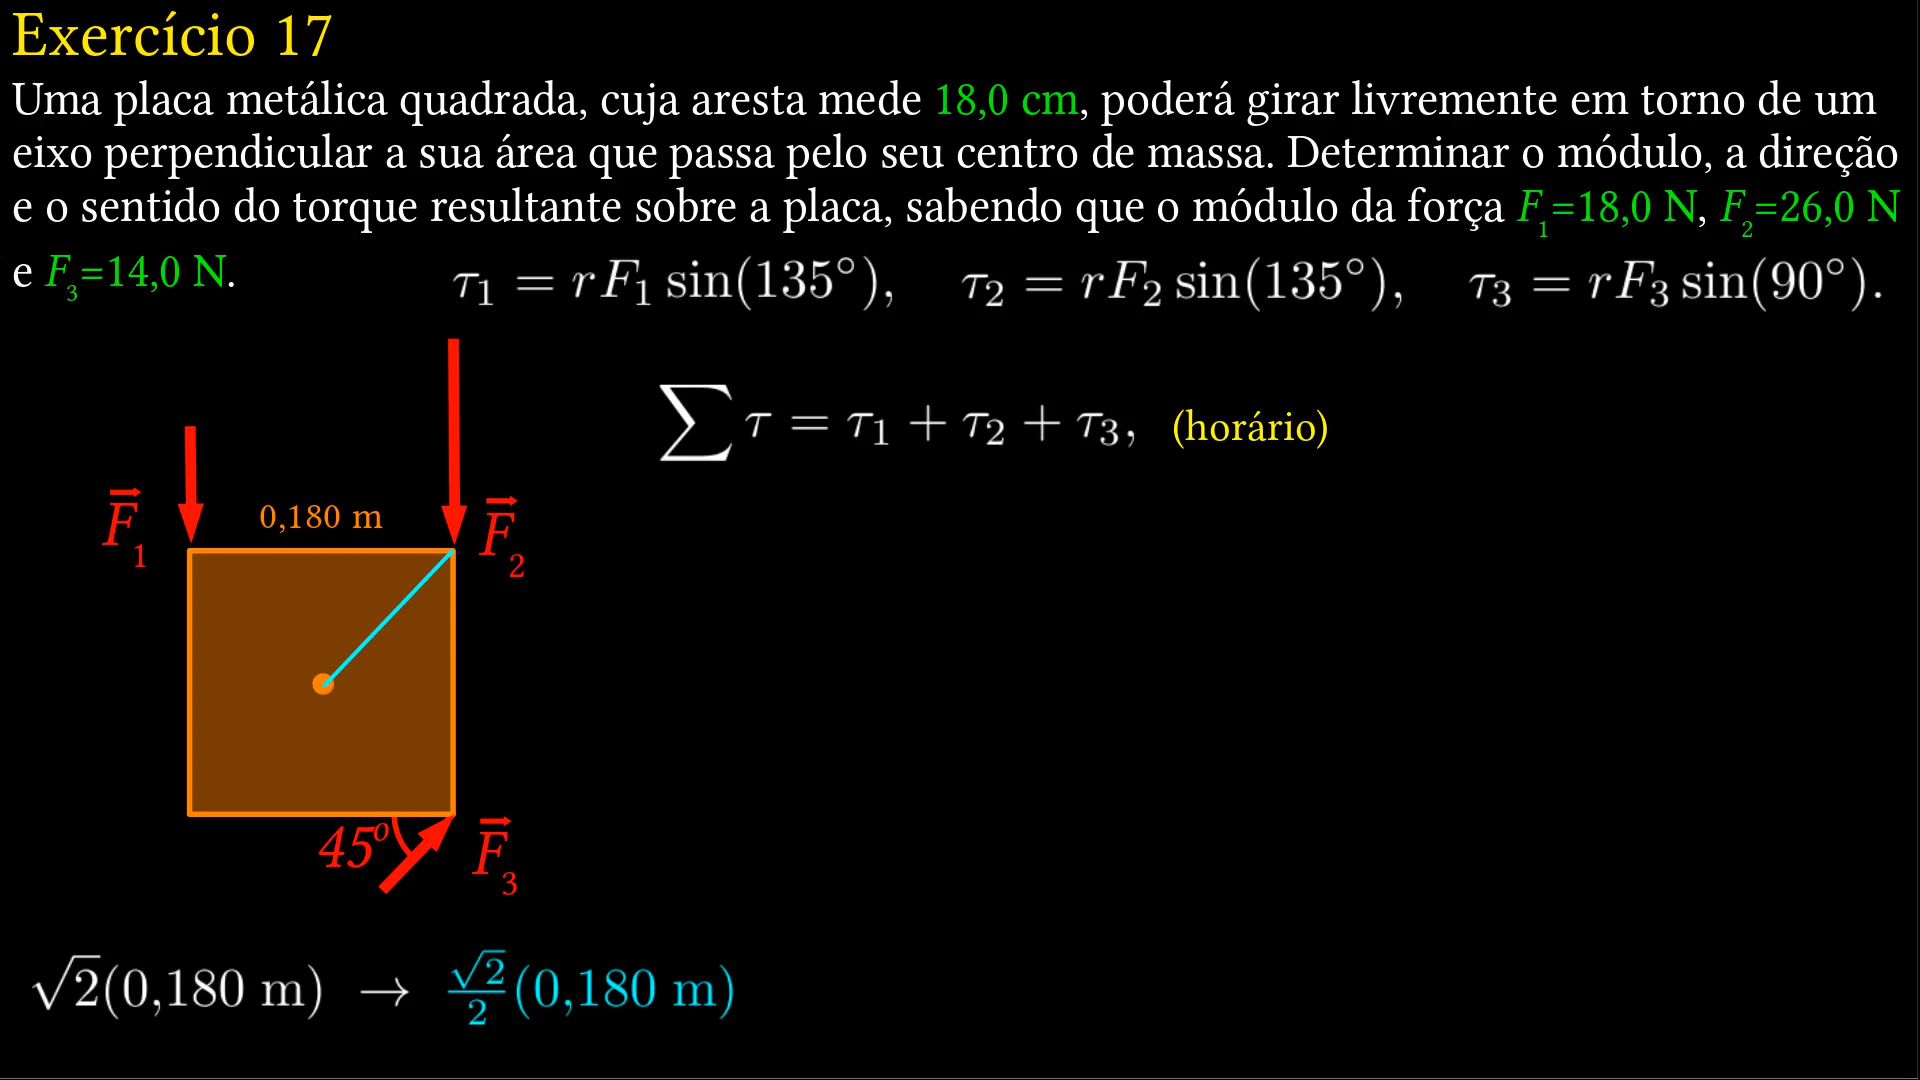 Exercício 17
Uma placa metálica quadrada, cuja aresta mede 18,0 cm, poderá girar livremente em torno de um
eixo perpendicular a sua área que passa pelo seu centro de massa. Determinar o módulo, a direção
e o sentido do torque resultante sobre a placa, sabendo que o módulo da força F₁=18,0 N, F₂=26,0 N
e F₃=14,0 N.
τ₁ = rF₁ sin(135°), τ₂ = rF₂ sin(135°), τ₃ = rF₃ sin(90°).
∑ τ = τ₁ + τ₂ + τ₃, (horário)
F⃗₁
0,180 m
F⃗₂
45º
F⃗₃
√2(0,180 m) → √2/2(0,180 m)